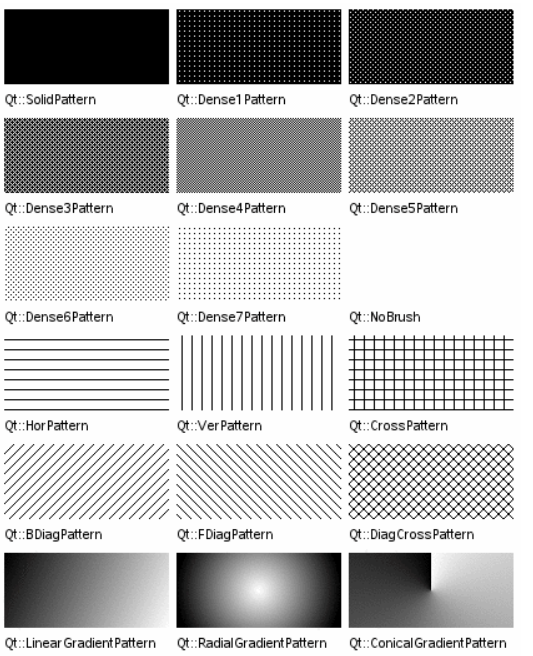 Qt::SolidPattern Qt::Dense1Pattern Qt::Dense2Pattern
Qt::Dense3Pattern Qt::Dense4Pattern Qt::Dense5Pattern
Qt::Dense6Pattern Qt::Dense7Pattern Qt::NoBrush
Qt::HorPattern Qt::VerPattern Qt::CrossPattern
Qt::BDiagPattern Qt::FDiagPattern Qt::DiagCrossPattern
Qt::LinearGradientPattern Qt::RadialGradientPattern Qt::ConicalGradientPattern